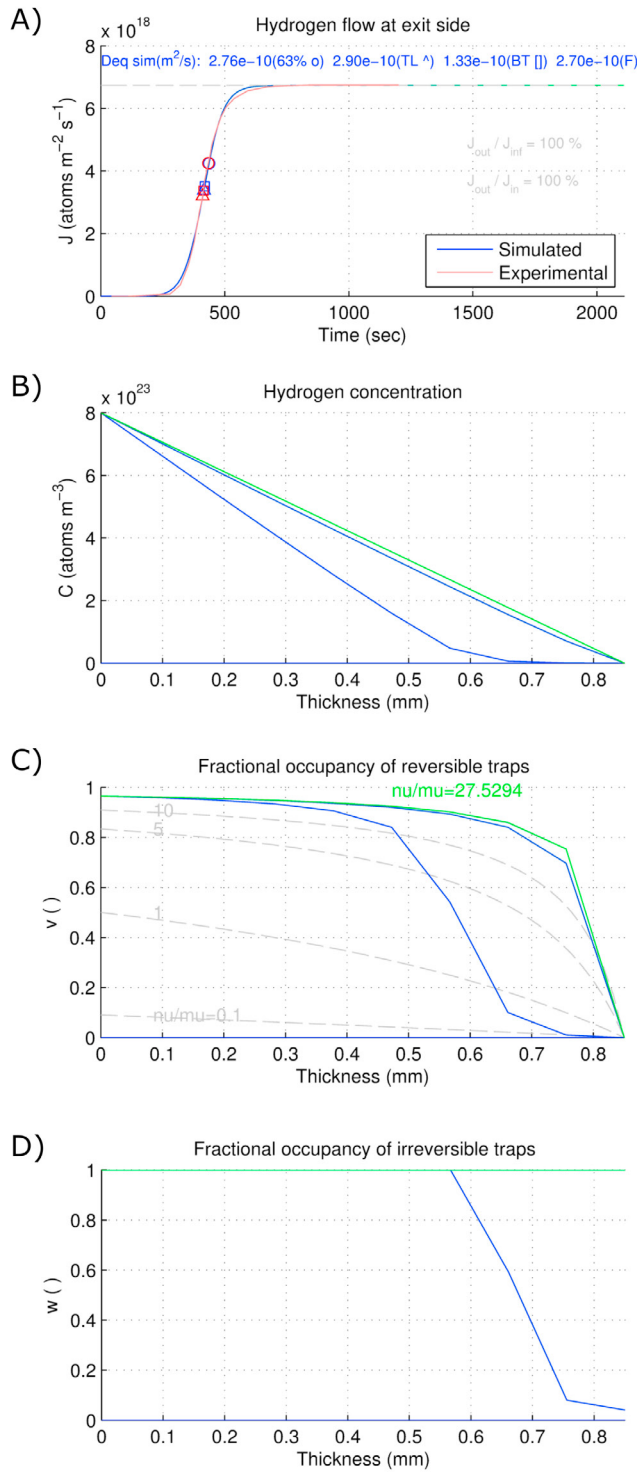 A)
Hydrogen flow at exit side
x 10^18
Deq sim(m^2/s): 2.76e-10(63% o) 2.90e-10(TL ^) 1.33e-10(BT []) 2.70e-10(F)
8
6
4
2
0
J (atoms m^-2 s^-1)
J_out / J_inf = 100 %
J_out / J_in = 100 %
Simulated
Experimental
0 500 1000 1500 2000
Time (sec)
B)
Hydrogen concentration
x 10^23
8
6
4
2
0
C (atoms m^-3)
0 0.1 0.2 0.3 0.4 0.5 0.6 0.7 0.8
Thickness (mm)
C)
Fractional occupancy of reversible traps
nu/mu=27.5294
10
5
1
nu/mu=0.1
1
0.8
0.6
0.4
0.2
0
v ( )
0 0.1 0.2 0.3 0.4 0.5 0.6 0.7 0.8
Thickness (mm)
D)
Fractional occupancy of irreversible traps
1
0.8
0.6
0.4
0.2
0
w ( )
0 0.1 0.2 0.3 0.4 0.5 0.6 0.7 0.8
Thickness (mm)